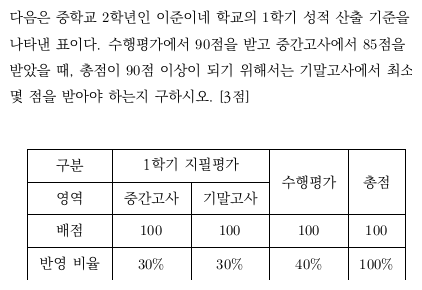 다음은 중학교 2학년인 이준이네 학교의 1학기 성적 산출 기준을
나타낸 표이다. 수행평가에서 90점을 받고 중간고사에서 85점을
받았을 때, 총점이 90점 이상이 되기 위해서는 기말고사에서 최소
몇 점을 받아야 하는지 구하시오. [3점]
구분 1학기 지필평가 수행평가 총점
영역 중간고사 기말고사
배점 100 100 100 100
반영 비율 30% 30% 40% 100%